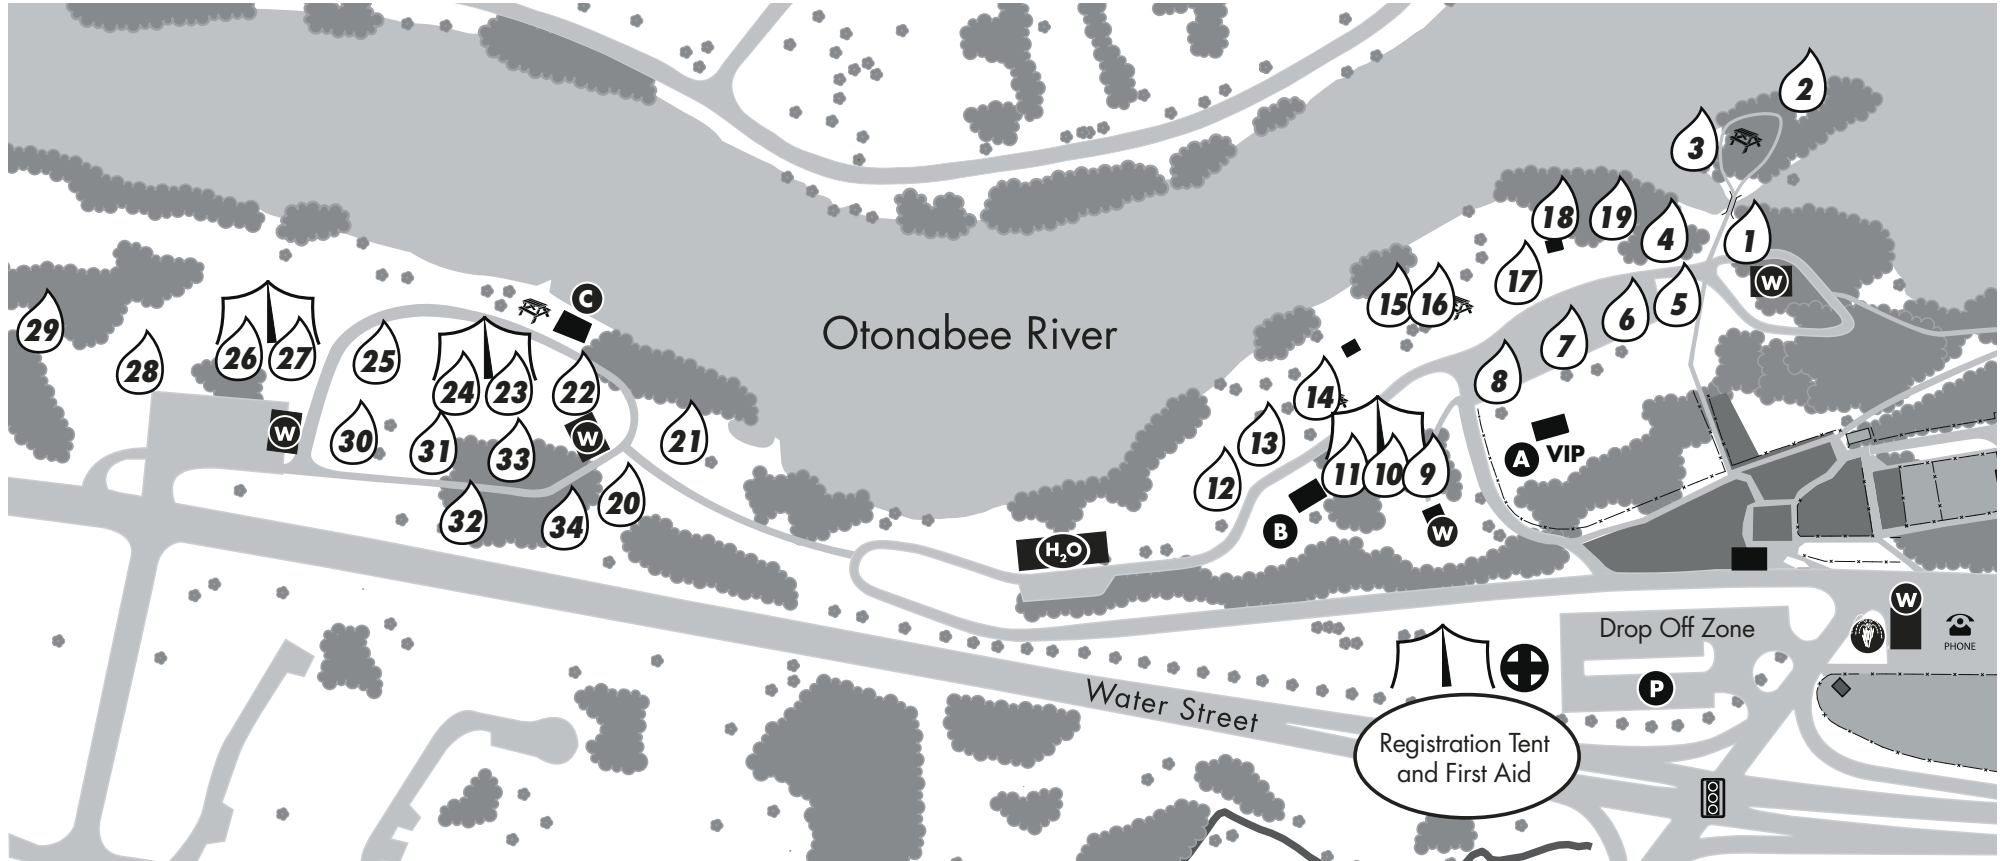 2
3
18
19
4
1
W
17
5
15
16
6
7
8
14
C
29
28
26
27
25
24
23
22
Otonabee River
W
30
31
33
W
21
13
12
11
10
9
A
VIP
32
34
20
B
W
H₂O
W
PHONE
Drop Off Zone
P
Water Street
Registration Tent
and First Aid